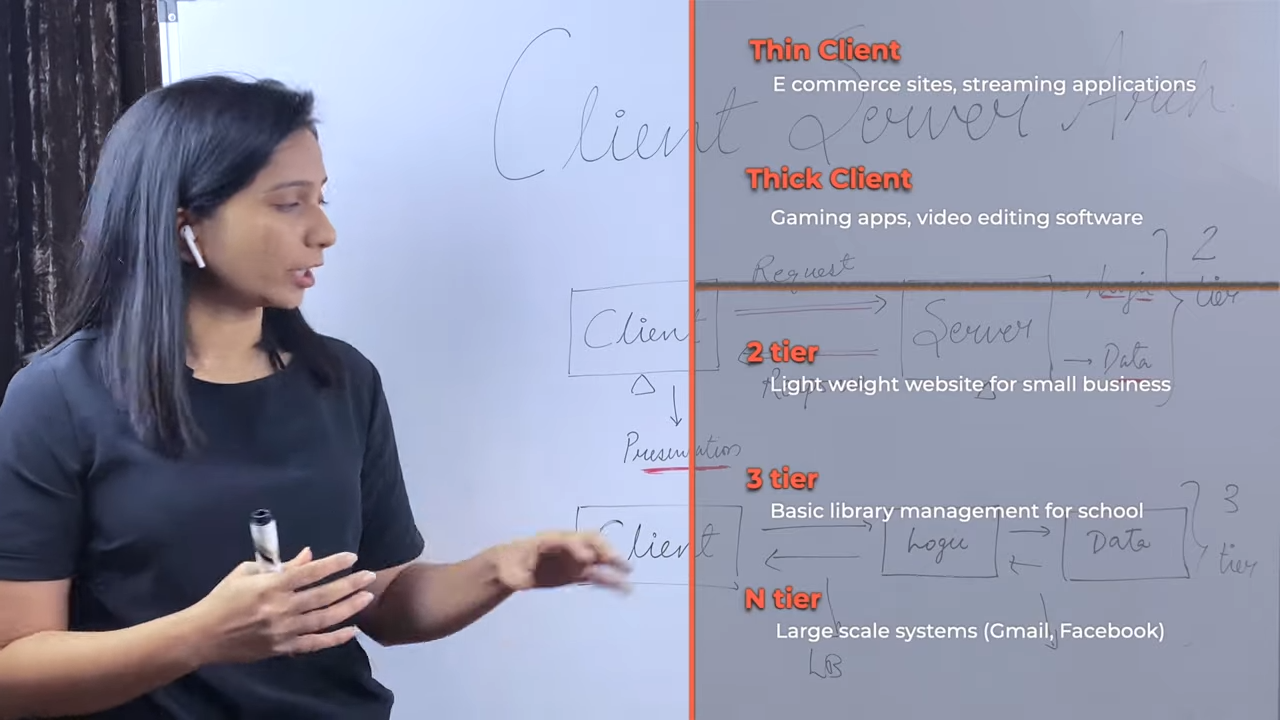 Client Server Arch.
Thin Client
E commerce sites, streaming applications
Thick Client
Gaming apps, video editing software
Request
2
tier
Client
Server
Logic
Data
2 tier
Light weight website for small business
Presentation
3 tier
Basic library management for school
3
tier
Client
Logic
Data
N tier
Large scale systems (Gmail, Facebook)
LB